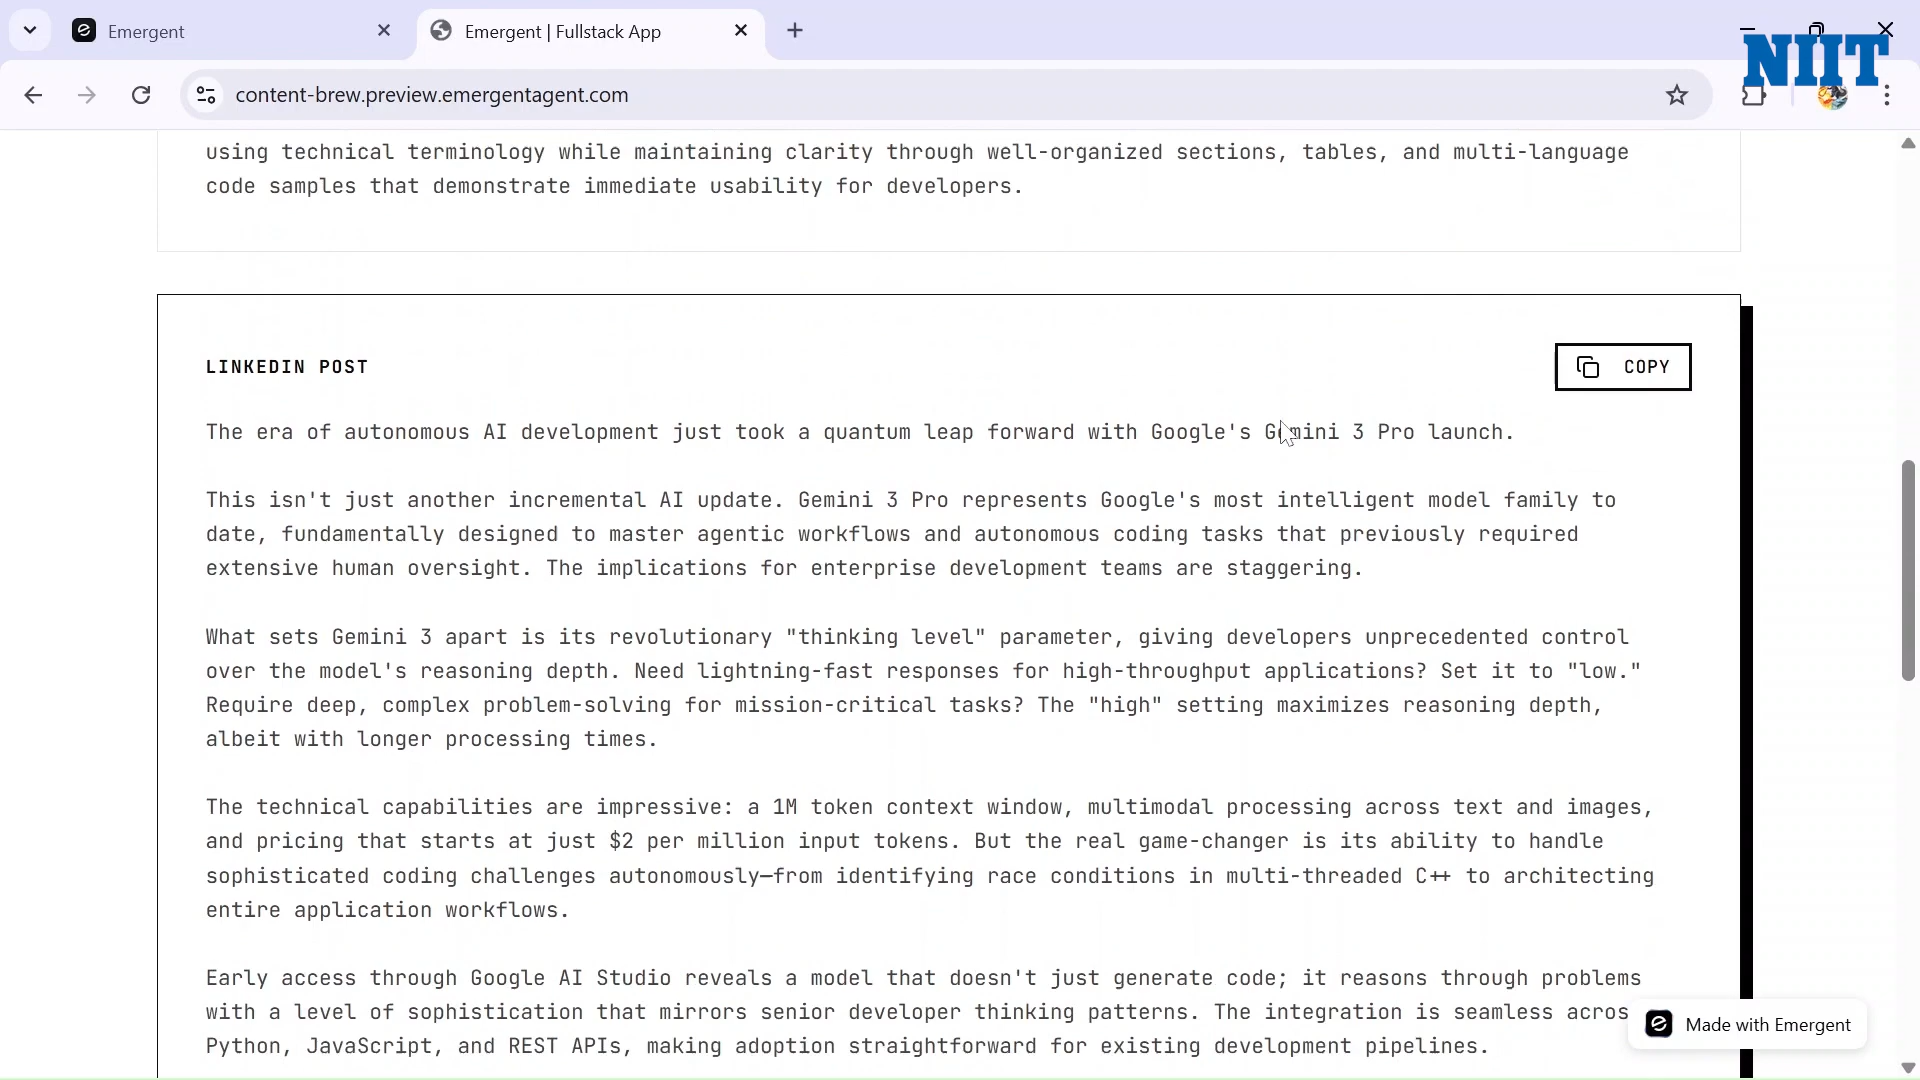 Emergent
Emergent | Fullstack App
NIIT
content-brew.preview.emergentagent.com
using technical terminology while maintaining clarity through well-organized sections, tables, and multi-language
code samples that demonstrate immediate usability for developers.
LINKEDIN POST
COPY
The era of autonomous AI development just took a quantum leap forward with Google's Gemini 3 Pro launch.
This isn't just another incremental AI update. Gemini 3 Pro represents Google's most intelligent model family to
date, fundamentally designed to master agentic workflows and autonomous coding tasks that previously required
extensive human oversight. The implications for enterprise development teams are staggering.
What sets Gemini 3 apart is its revolutionary "thinking level" parameter, giving developers unprecedented control
over the model's reasoning depth. Need lightning-fast responses for high-throughput applications? Set it to "low."
Require deep, complex problem-solving for mission-critical tasks? The "high" setting maximizes reasoning depth,
albeit with longer processing times.
The technical capabilities are impressive: a 1M token context window, multimodal processing across text and images,
and pricing that starts at just $2 per million input tokens. But the real game-changer is its ability to handle
sophisticated coding challenges autonomously—from identifying race conditions in multi-threaded C++ to architecting
entire application workflows.
Early access through Google AI Studio reveals a model that doesn't just generate code; it reasons through problems
with a level of sophistication that mirrors senior developer thinking patterns. The integration is seamless acros
Python, JavaScript, and REST APIs, making adoption straightforward for existing development pipelines.
Made with Emergent